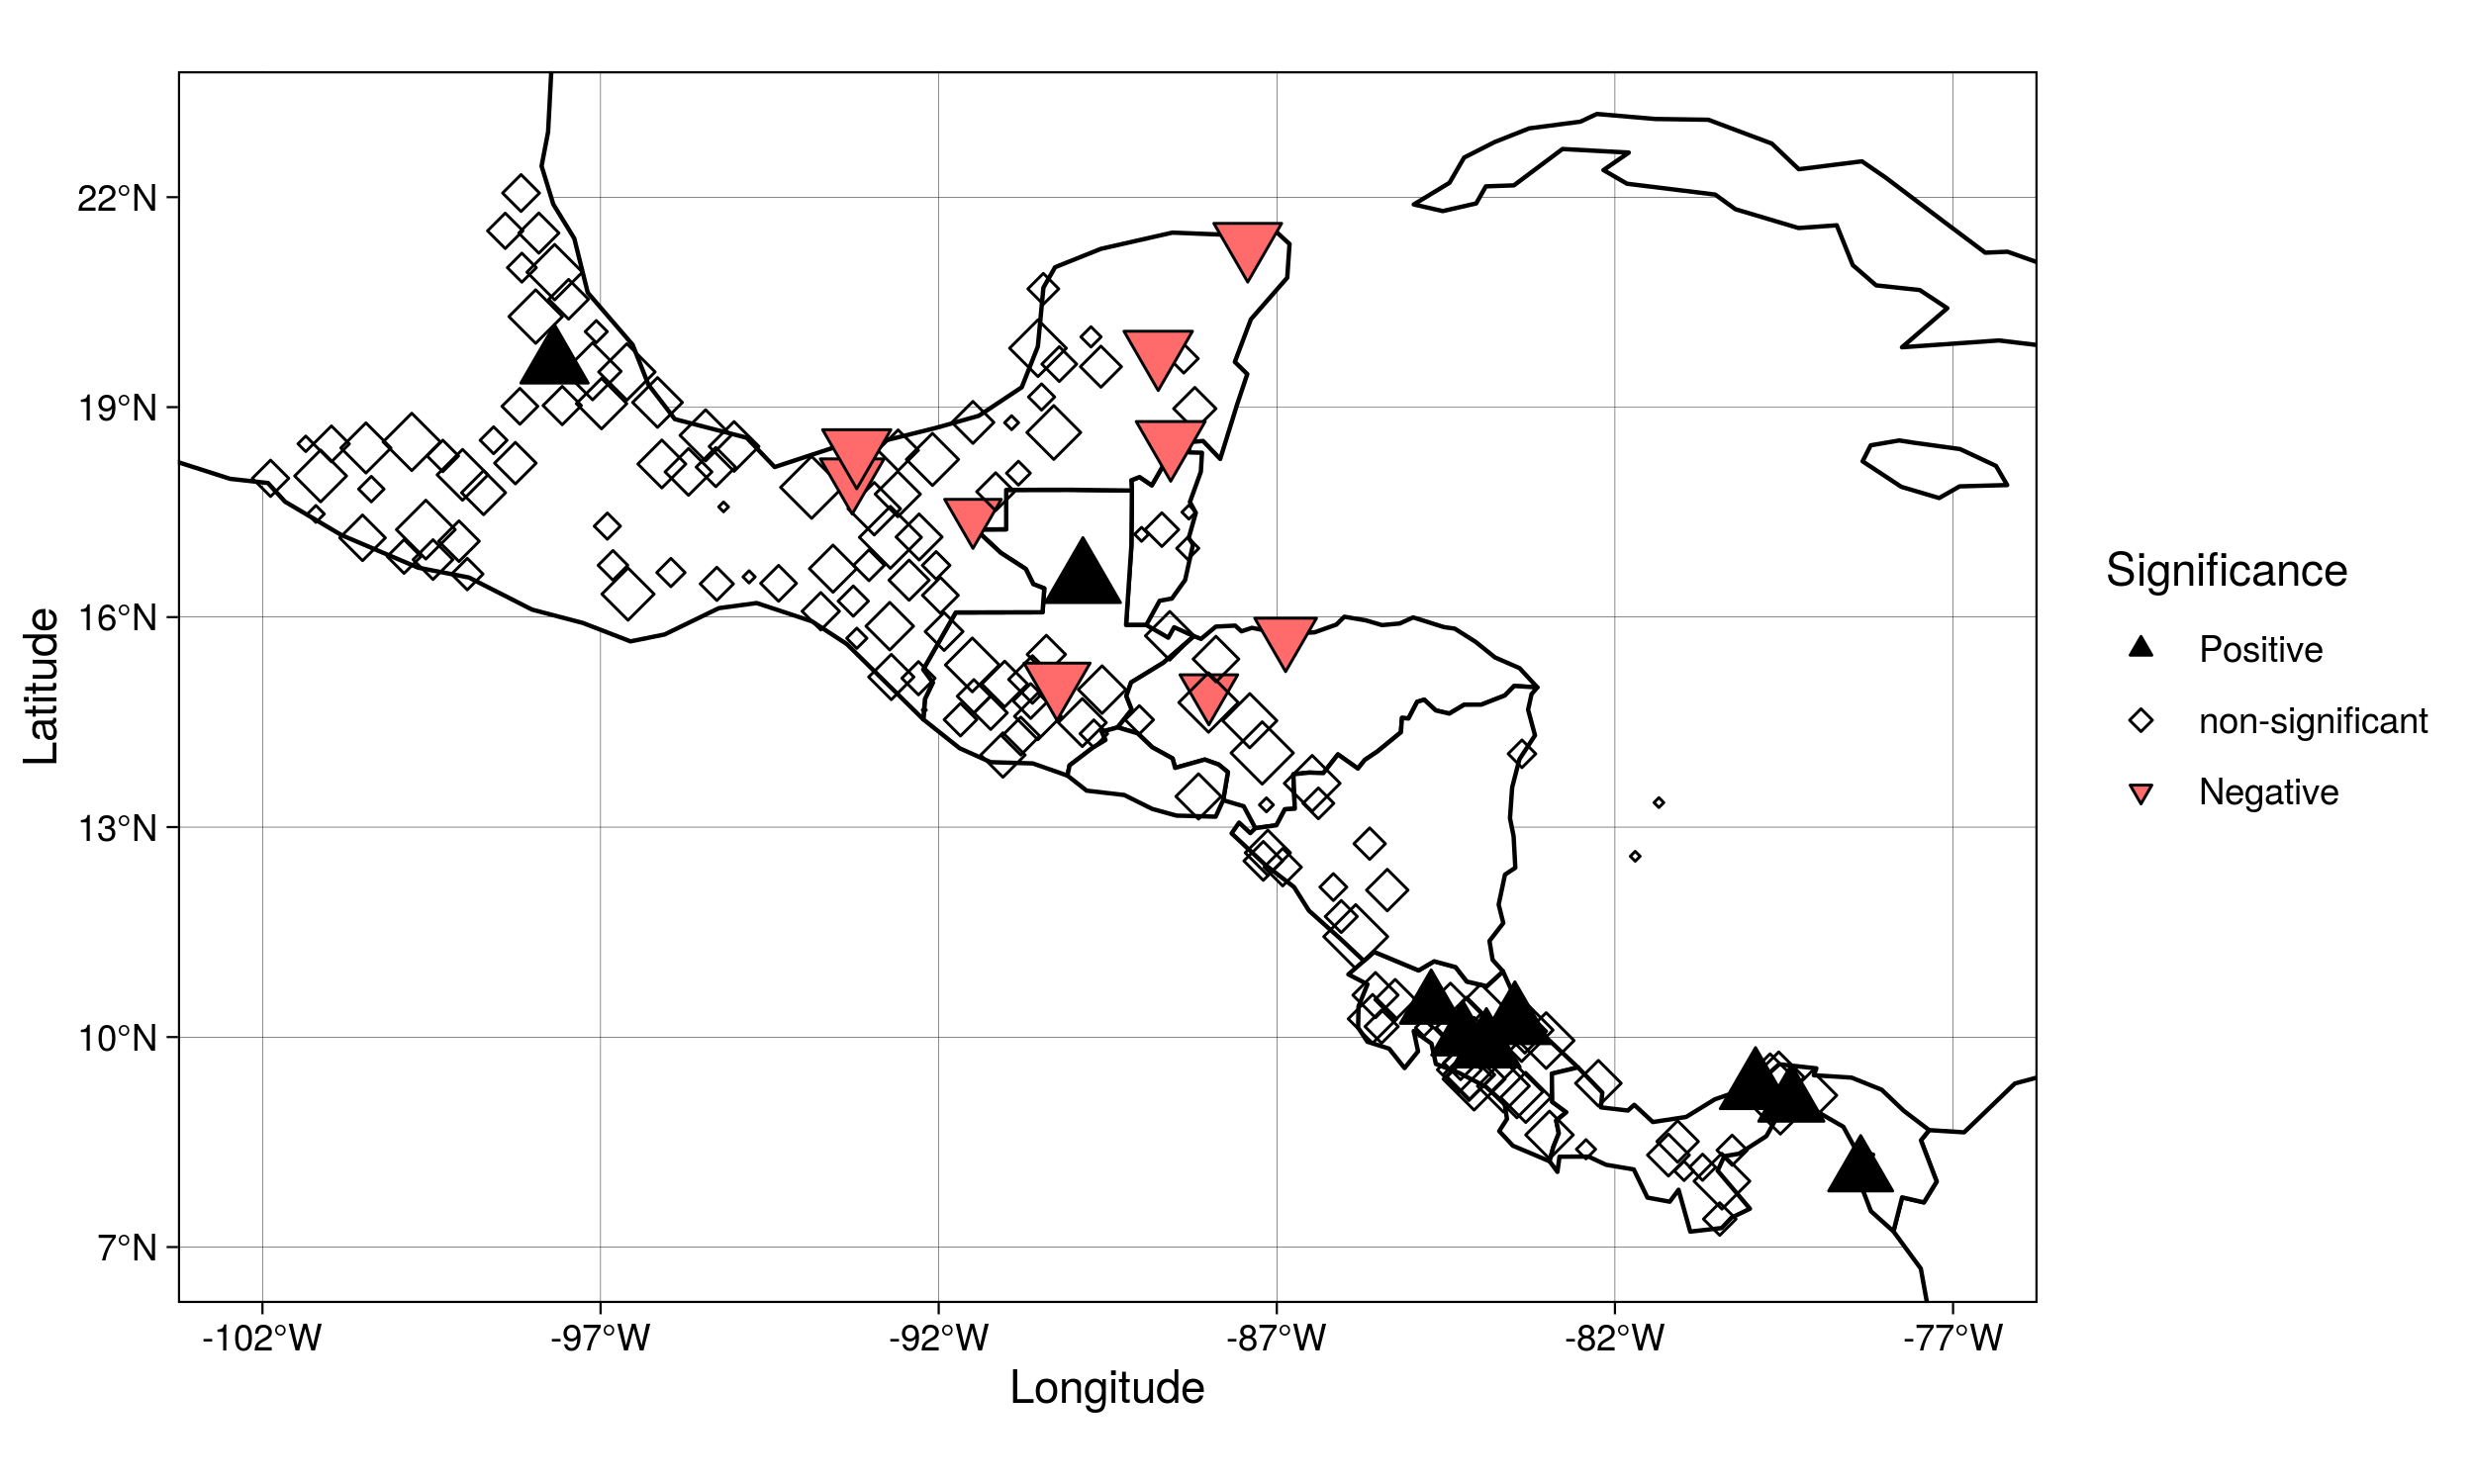 22°N
19°N
16°N
13°N
10°N
7°N
Latitude
-102°W
-97°W
-92°W
-87°W
-82°W
-77°W
Longitude
Significance
Positive
non-significant
Negative